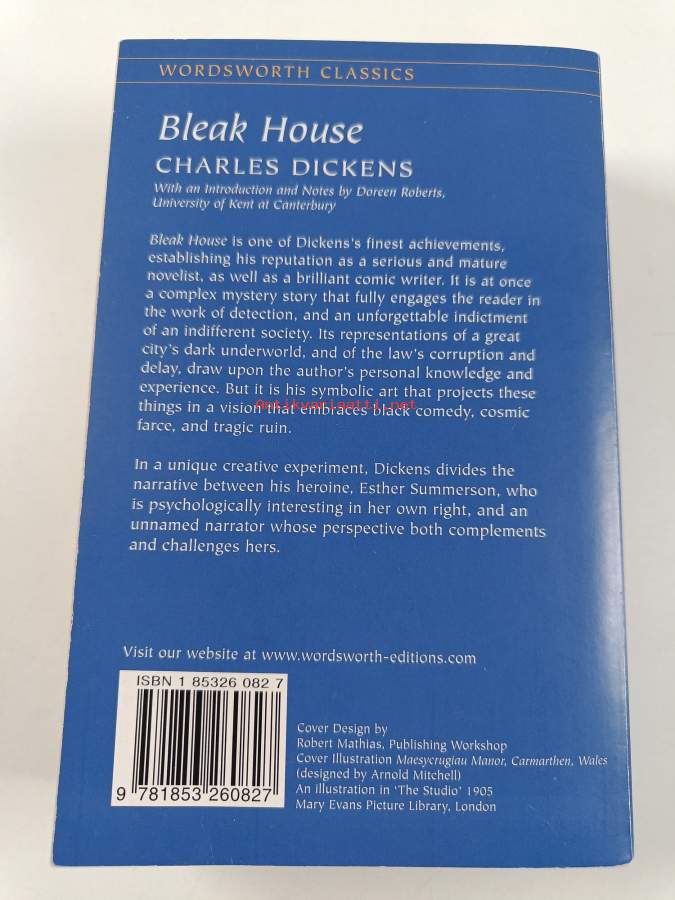 WORDSWORTH CLASSICS
Bleak House
CHARLES DICKENS
With an Introduction and Notes by Doreen Roberts,
University of Kent at Canterbury
Bleak House is one of Dickens's finest achievements,
establishing his reputation as a serious and mature
novelist, as well as a brilliant comic writer. It is at once
a complex mystery story that fully engages the reader in
the work of detection, and an unforgettable indictment
of an indifferent society. Its representations of a great
city's dark underworld, and of the law's corruption and
delay, draw upon the author's personal knowledge and
experience. But it is his symbolic art that projects these
things in a vision that embraces black comedy, cosmic
Antikvariaatti.net
farce, and tragic ruin.
In a unique creative experiment, Dickens divides the
narrative between his heroine, Esther Summerson, who
is psychologically interesting in her own right, and an
unnamed narrator whose perspective both complements
and challenges hers.
Visit our website at www.wordsworth-editions.com
ISBN 1 85326 082 7
9 781853 260827
Cover Design by
Robert Mathias, Publishing Workshop
Cover Illustration Maesycrugiau Manor, Carmarthen, Wales
(designed by Arnold Mitchell)
An illustration in 'The Studio' 1905
Mary Evans Picture Library, London